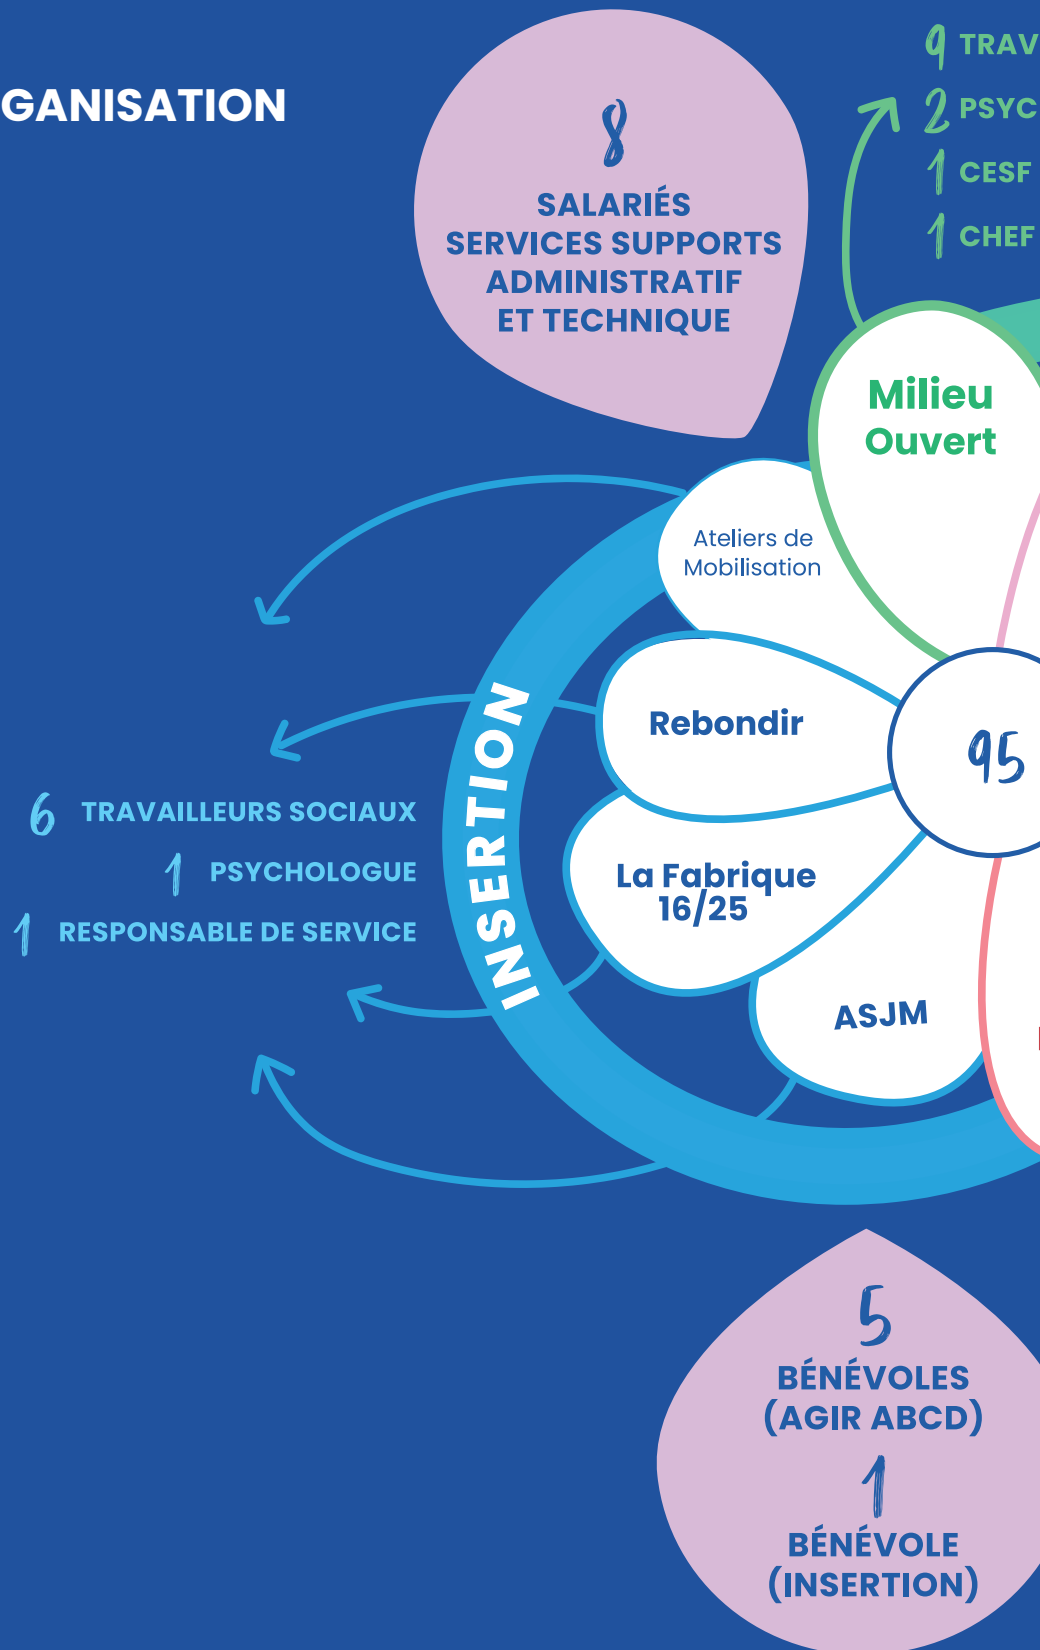 GANISATION
8
SALARIÉS
SERVICES SUPPORTS
ADMINISTRATIF
ET TECHNIQUE
9 TRAV
2 PSYC
1 CESF
1 CHEF
Milieu
Ouvert
Ateliers de
Mobilisation
Rebondir
95
INSERTION
6 TRAVAILLEURS SOCIAUX
1 PSYCHOLOGUE
1 RESPONSABLE DE SERVICE
La Fabrique
16/25
ASJM
5
BÉNÉVOLES
(AGIR ABCD)
1
BÉNÉVOLE
(INSERTION)